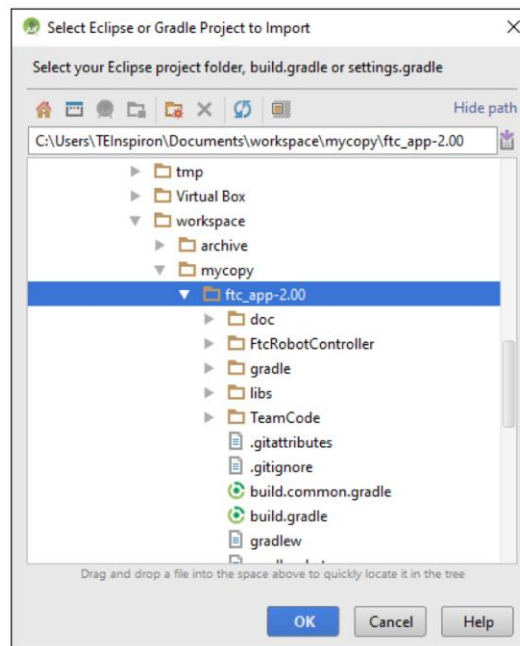 Select Eclipse or Gradle Project to Import
Select your Eclipse project folder, build.gradle or settings.gradle
Hide path
C:\Users\TEInspiron\Documents\workspace\mycopy\ftc_app-2.00
tmp
Virtual Box
workspace
archive
mycopy
ftc_app-2.00
doc
FtcRobotController
gradle
libs
TeamCode
.gitattributes
.gitignore
build.common.gradle
build.gradle
gradlew
Drag and drop a file into the space above to quickly locate it in the tree
OK Cancel Help